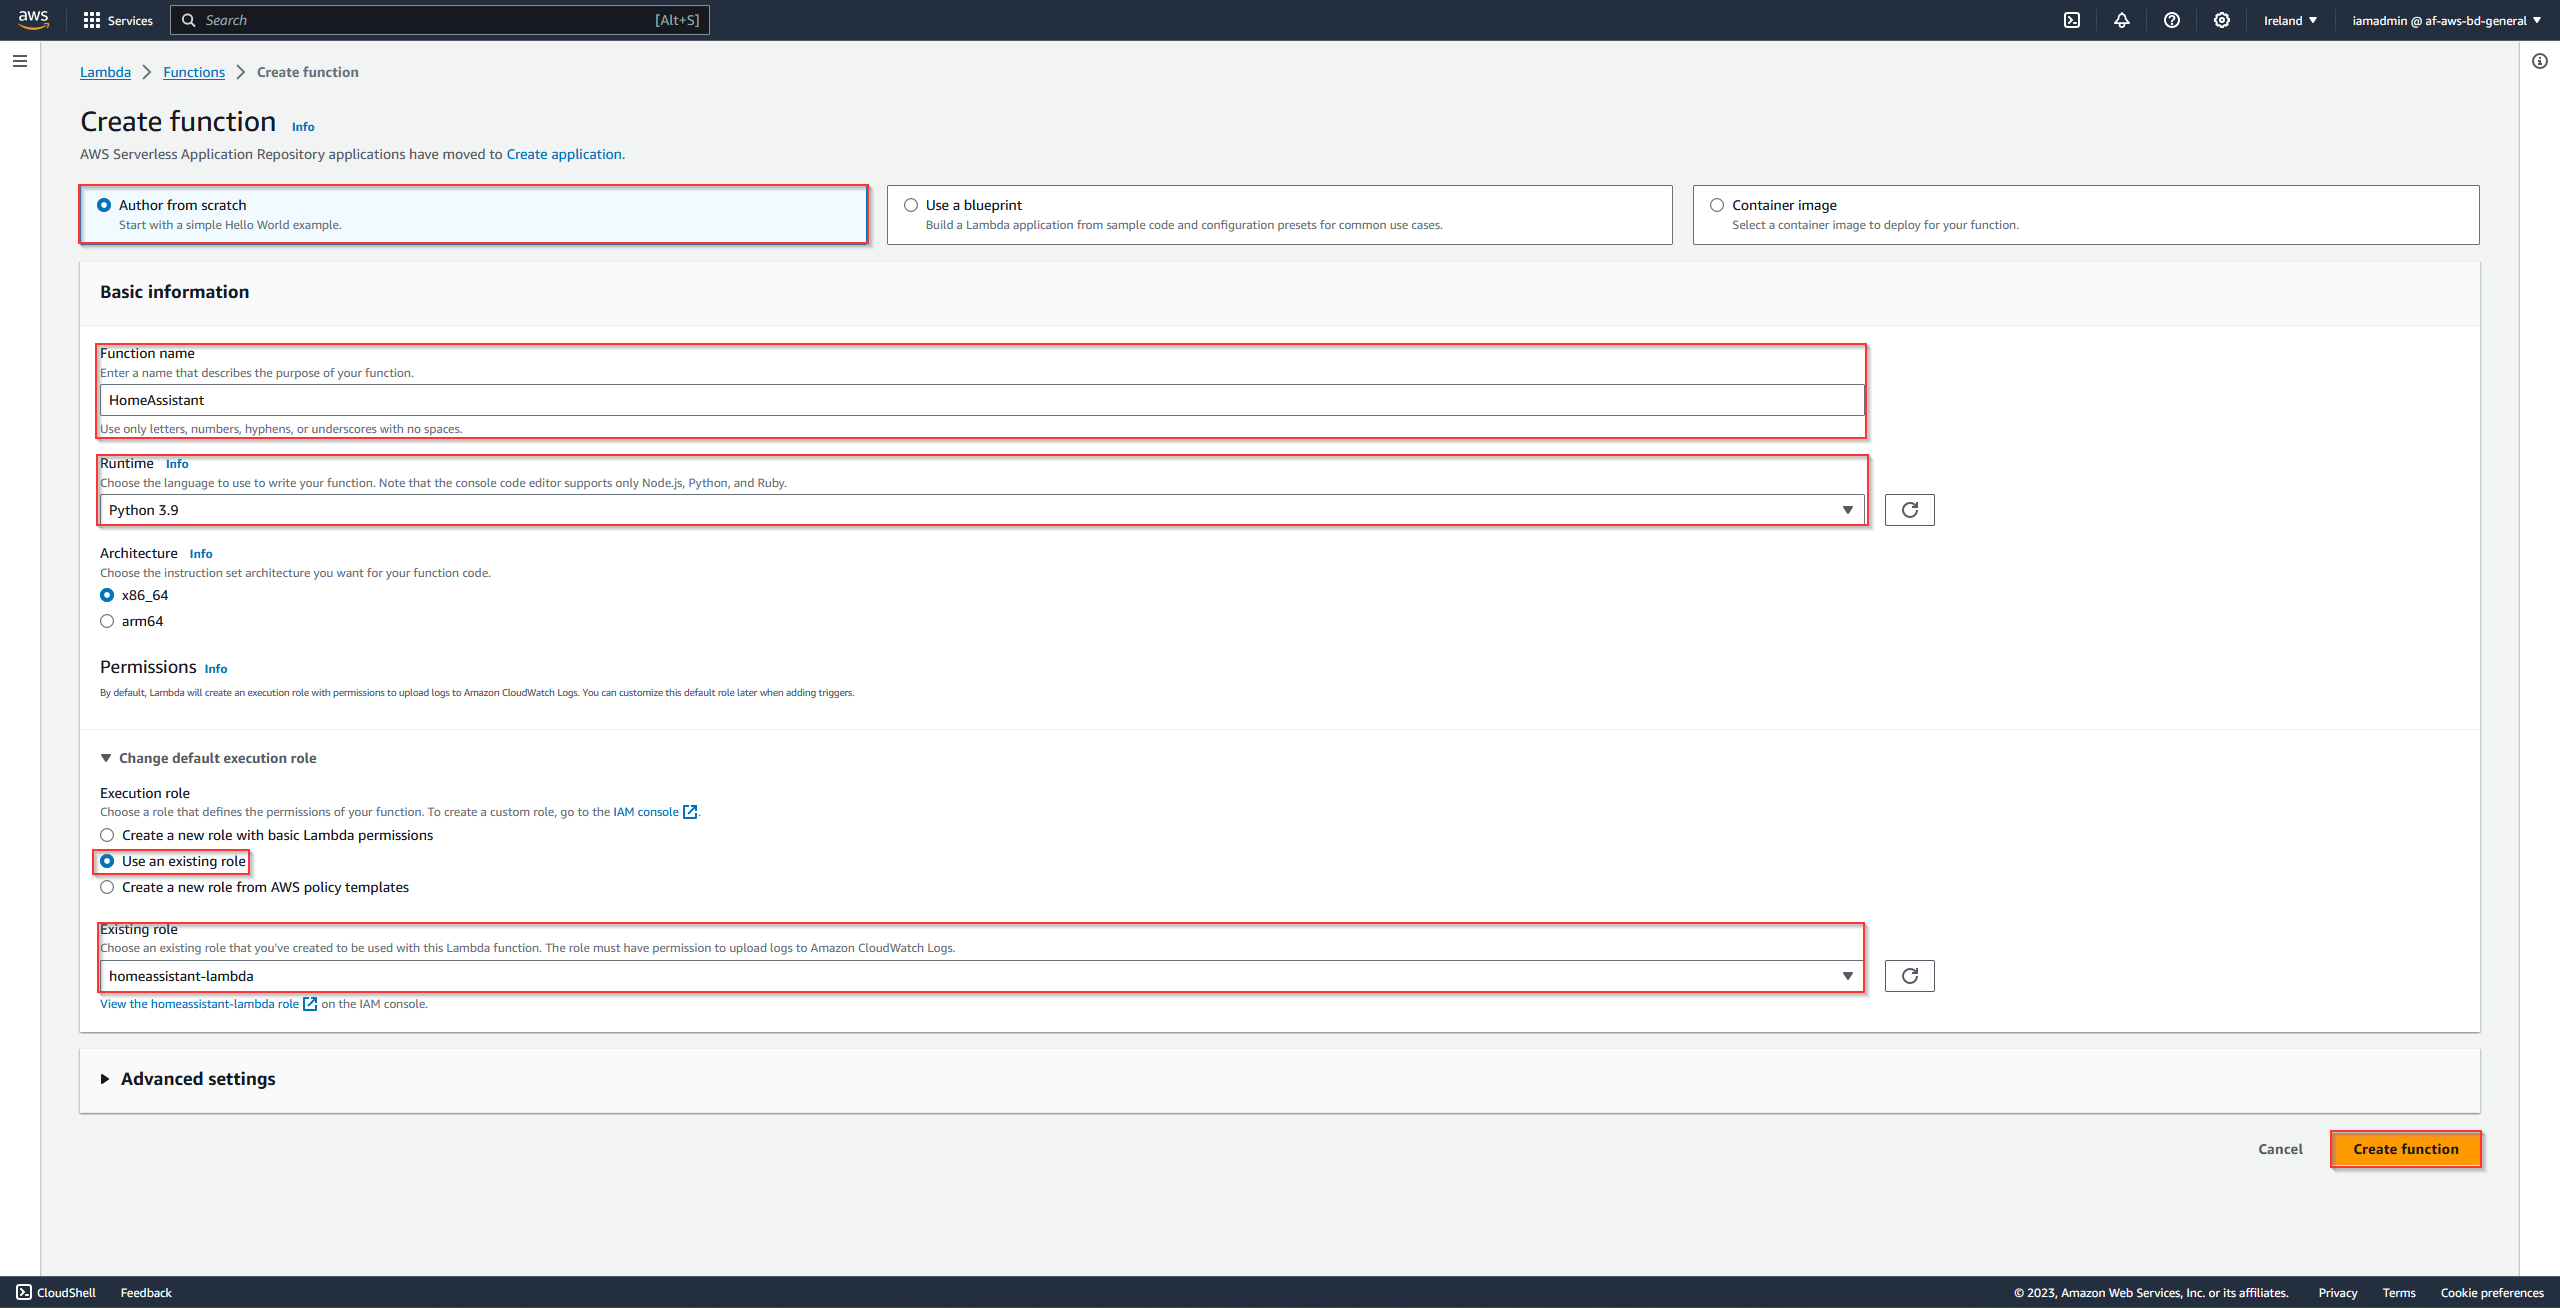 aws Services Search [Alt+S] Ireland ▼ iamadmin @ af-aws-bd-general ▼
Lambda > Functions > Create function
Create function Info
AWS Serverless Application Repository applications have moved to Create application.
Author from scratch
Start with a simple Hello World example.
Use a blueprint
Build a Lambda application from sample code and configuration presets for common use cases.
Container image
Select a container image to deploy for your function.
Basic information
Function name
Enter a name that describes the purpose of your function.
HomeAssistant
Use only letters, numbers, hyphens, or underscores with no spaces.
Runtime Info
Choose the language to use to write your function. Note that the console code editor supports only Node.js, Python, and Ruby.
Python 3.9
Architecture Info
Choose the instruction set architecture you want for your function code.
x86_64
arm64
Permissions Info
By default, Lambda will create an execution role with permissions to upload logs to Amazon CloudWatch Logs. You can customize this default role later when adding triggers.
Change default execution role
Execution role
Choose a role that defines the permissions of your function. To create a custom role, go to the IAM console.
Create a new role with basic Lambda permissions
Use an existing role
Create a new role from AWS policy templates
Existing role
Choose an existing role that you've created to be used with this Lambda function. The role must have permission to upload logs to Amazon CloudWatch Logs.
homeassistant-lambda
View the homeassistant-lambda role on the IAM console.
Advanced settings
Cancel Create function
CloudShell Feedback © 2023, Amazon Web Services, Inc. or its affiliates. Privacy Terms Cookie preferences